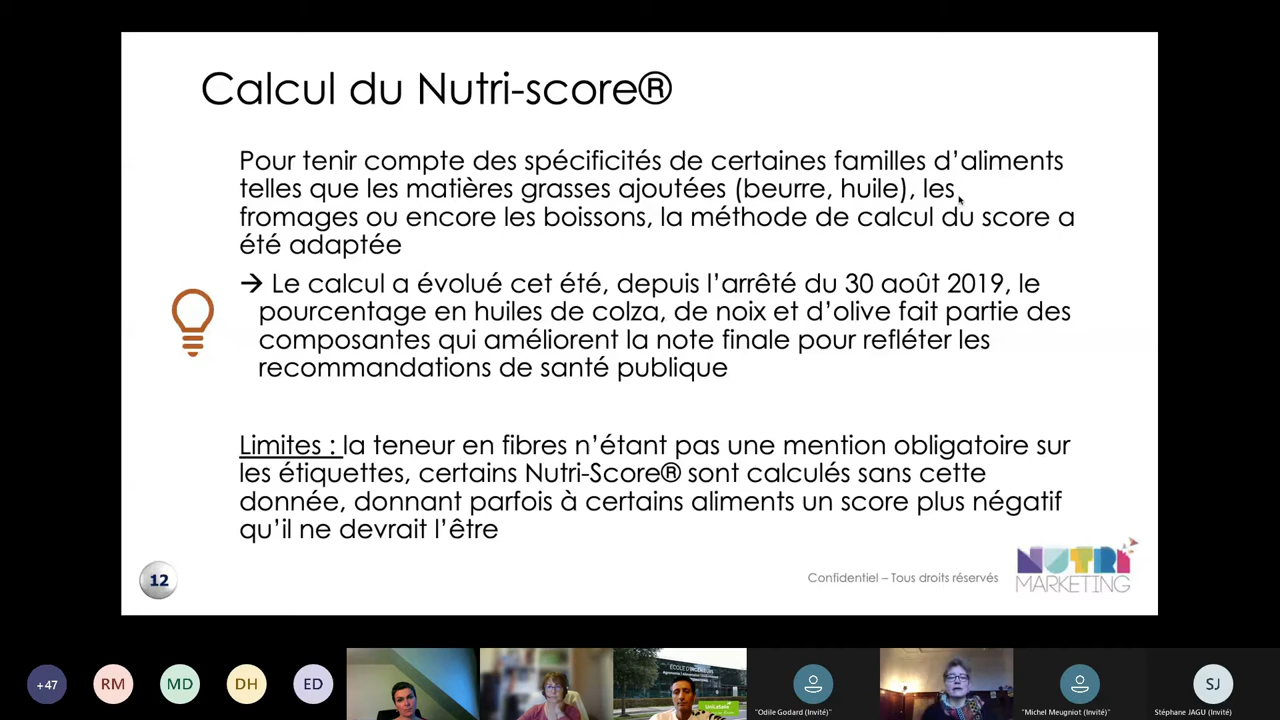 Calcul du Nutri-score®
Pour tenir compte des spécificités de certaines familles d’aliments
telles que les matières grasses ajoutées (beurre, huile), les
fromages ou encore les boissons, la méthode de calcul du score a
été adaptée
→ Le calcul a évolué cet été, depuis l’arrêté du 30 août 2019, le
pourcentage en huiles de colza, de noix et d’olive fait partie des
composantes qui améliorent la note finale pour refléter les
recommandations de santé publique
Limites : la teneur en fibres n’étant pas une mention obligatoire sur
les étiquettes, certains Nutri-Score® sont calculés sans cette
donnée, donnant parfois à certains aliments un score plus négatif
qu’il ne devrait l’être
12
Confidentiel – Tous droits réservés
NUTRI
MARKETING
+47
RM
MD
DH
ED
ÉCOLE D'INGÉNIEURS
UniLaSalle
"Odile Godard (Invité)"
"Michel Meugniot (Invité)"
SJ
Stéphane JAGU (Invité)